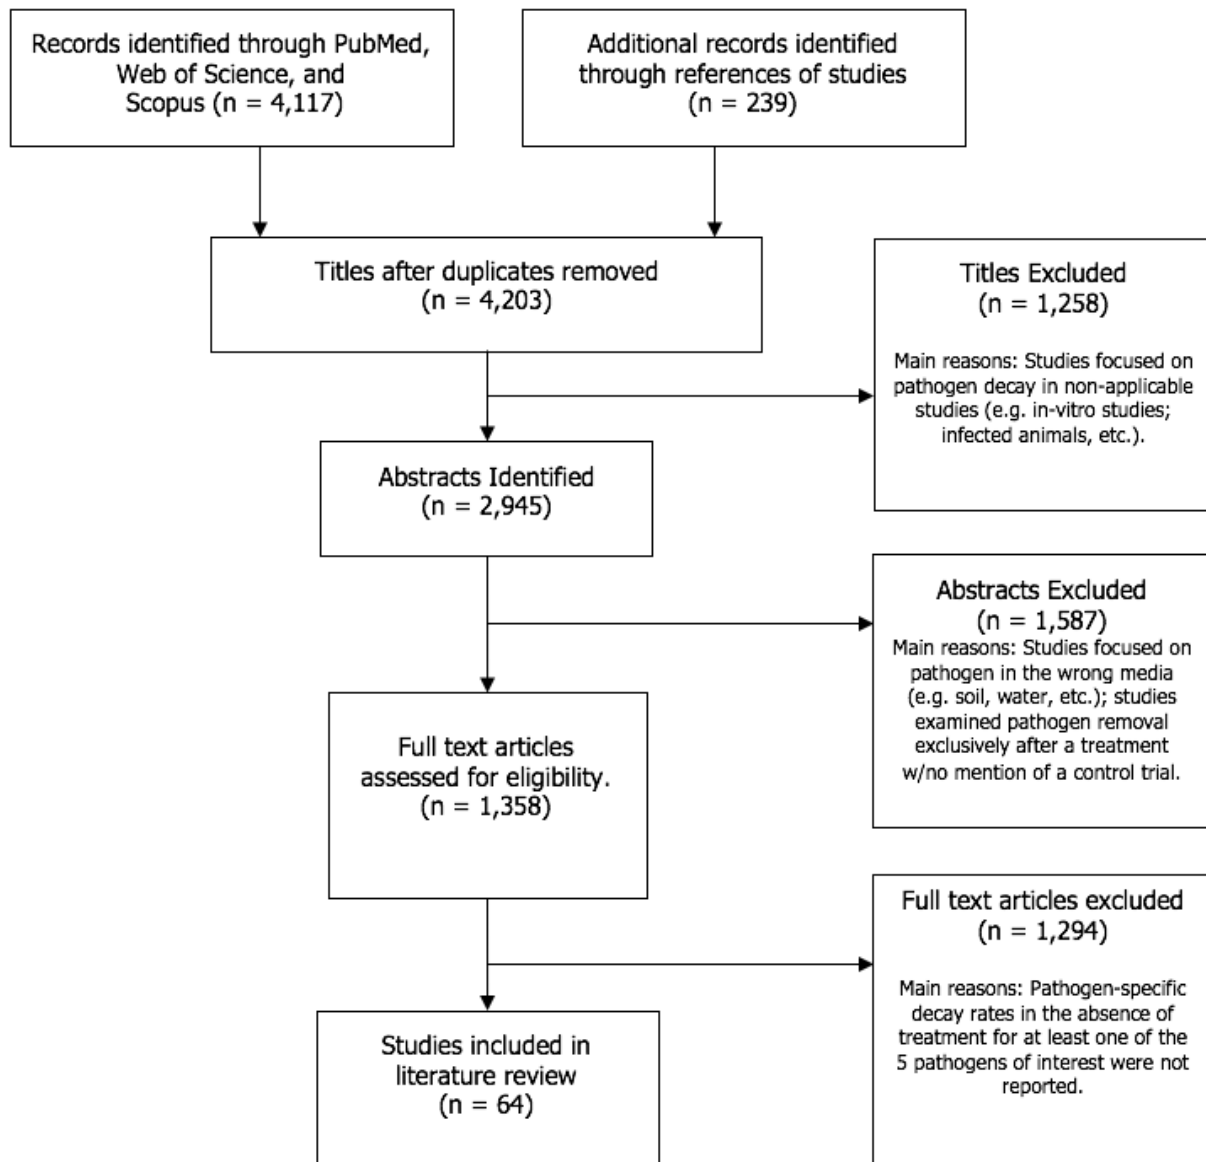 Records identified through PubMed,
Web of Science, and
Scopus (n = 4,117)
Additional records identified
through references of studies
(n = 239)
Titles after duplicates removed
(n = 4,203)
Titles Excluded
(n = 1,258)
Main reasons: Studies focused on
pathogen decay in non-applicable
studies (e.g. in-vitro studies;
infected animals, etc.).
Abstracts Identified
(n = 2,945)
Abstracts Excluded
(n = 1,587)
Main reasons: Studies focused on
pathogen in the wrong media
(e.g. soil, water, etc.); studies
examined pathogen removal
exclusively after a treatment
w/no mention of a control trial.
Full text articles
assessed for eligibility.
(n = 1,358)
Full text articles excluded
(n = 1,294)
Main reasons: Pathogen-specific
decay rates in the absence of
treatment for at least one of the
5 pathogens of interest were not
reported.
Studies included in
literature review
(n = 64)